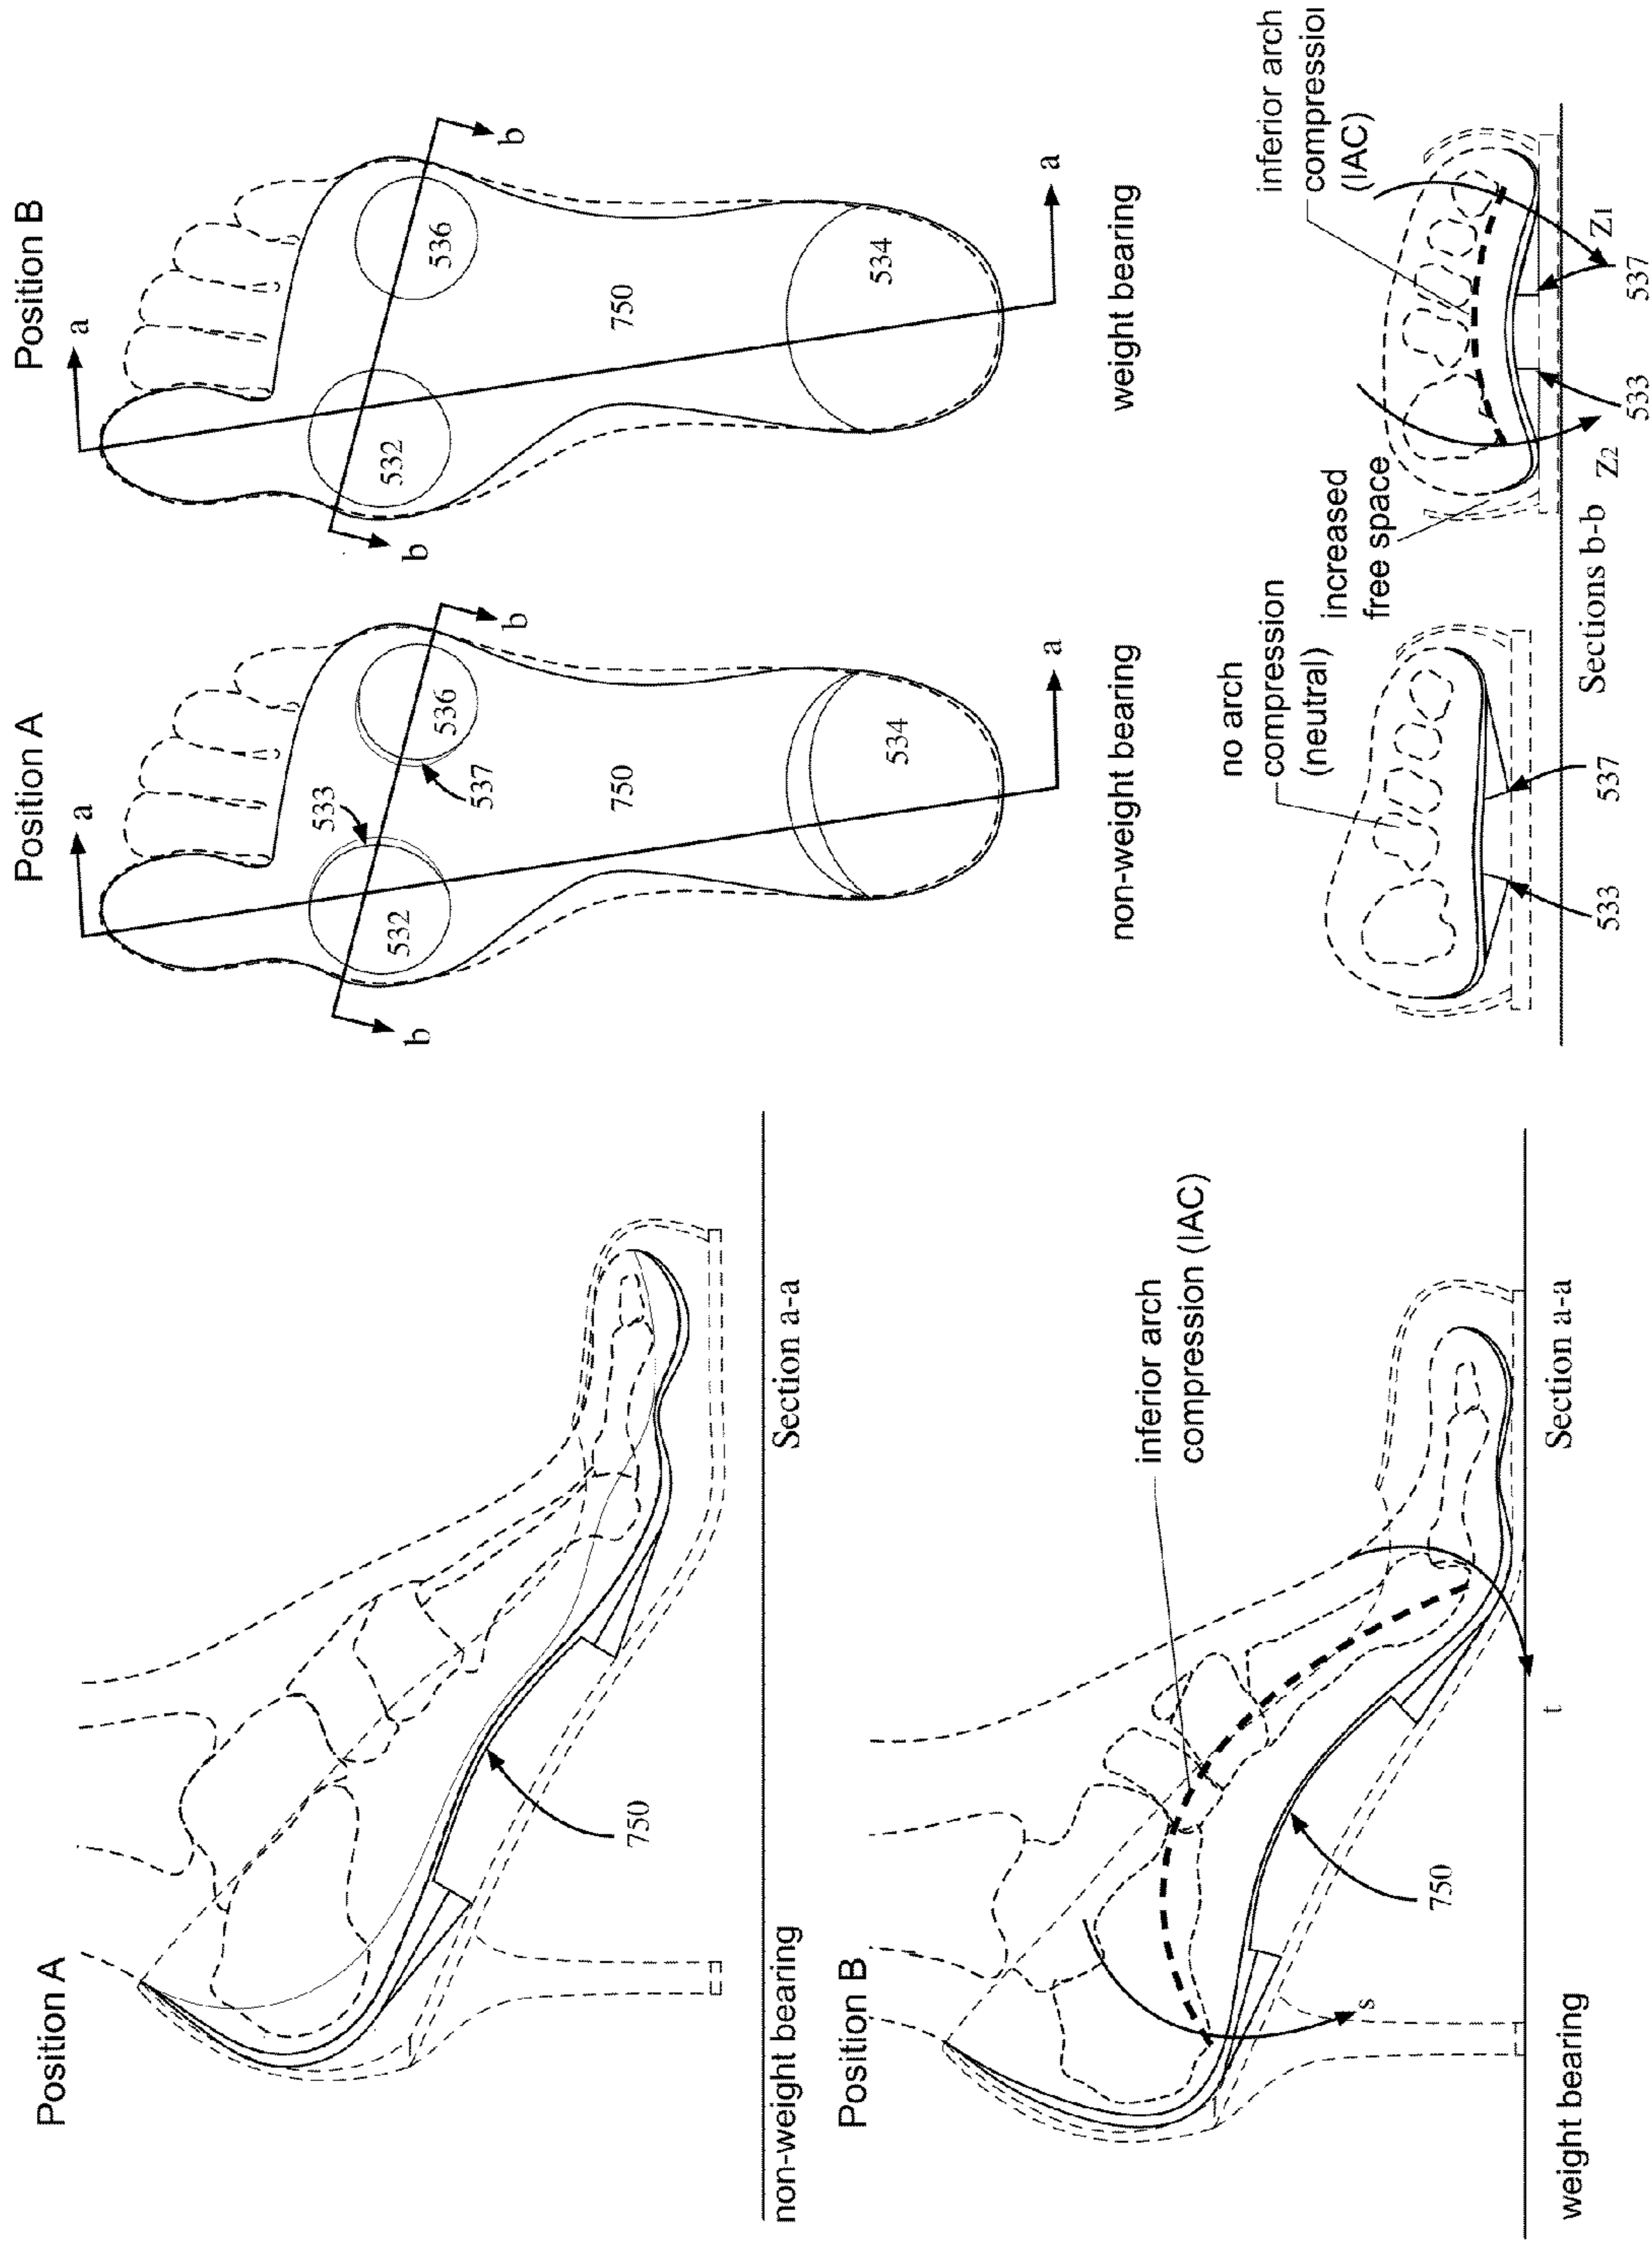 Position A
a
533
532
536
537
b
b
750
534
a
non-weight bearing
Position B
a
b
532
536
b
750
534
a
weight bearing
Position A
750
non-weight bearing
Section a-a
no arch
compression
(neutral)
533
537
increased
free space
inferior arch
compression
(IAC)
Z2
533
537
Z1
Sections b-b
Position B
inferior arch
compression (IAC)
s
750
t
weight bearing
Section a-a